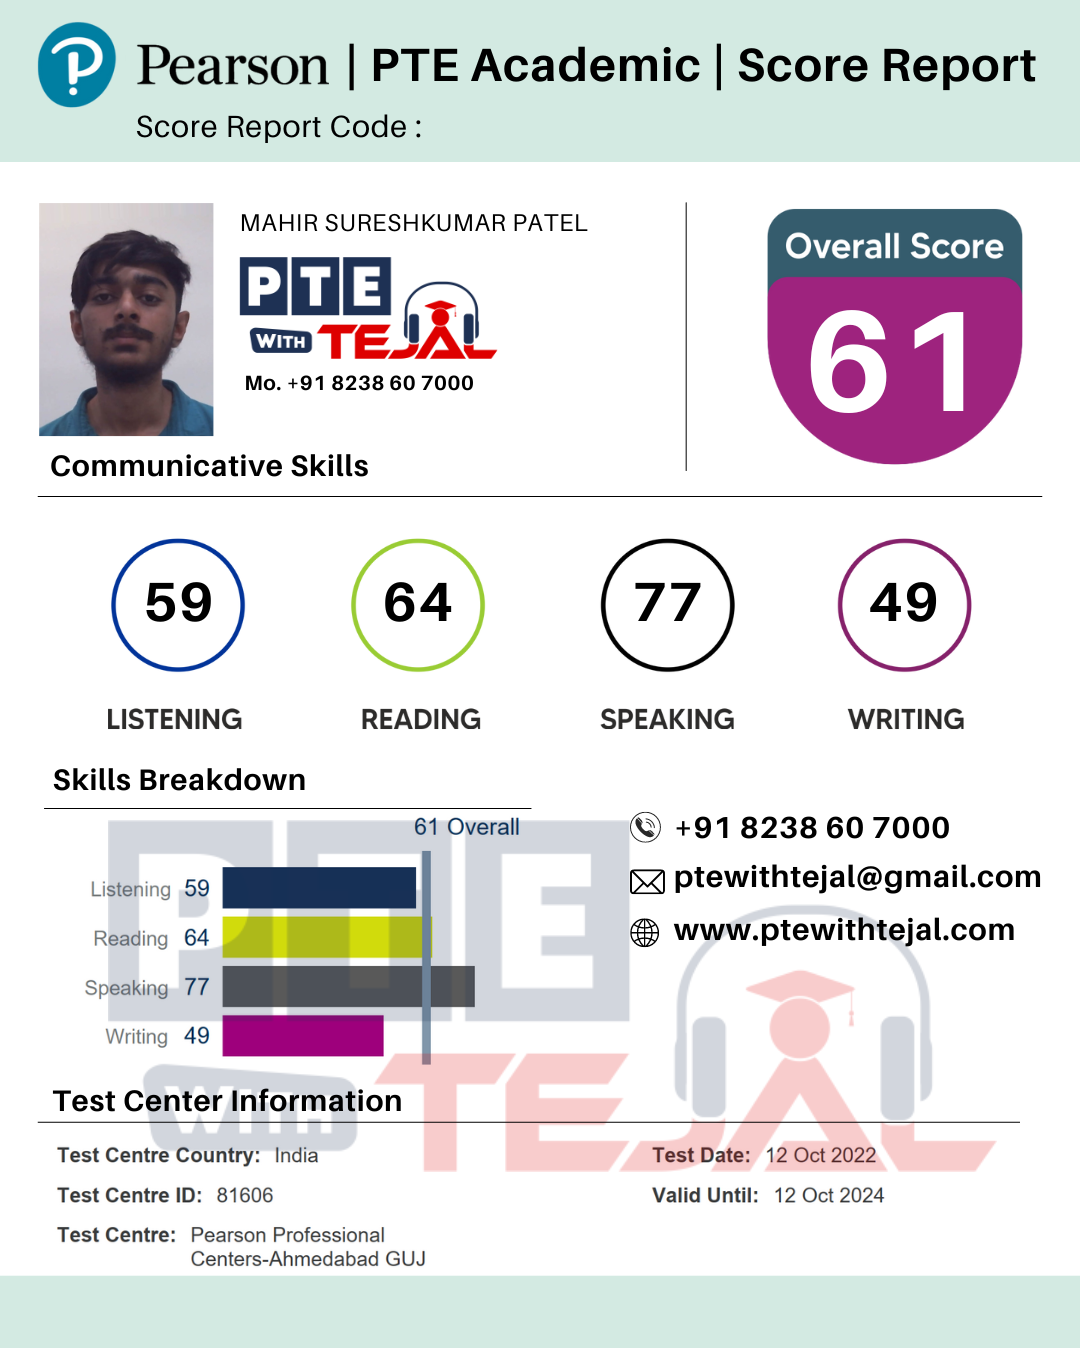 Pearson | PTE Academic | Score Report
Score Report Code :
MAHIR SURESHKUMAR PATEL
PTE
WITH TEJAL
Mo. +91 8238 60 7000
Overall Score
61
Communicative Skills
59 64 77 49
LISTENING READING SPEAKING WRITING
Skills Breakdown
61 Overall
Listening 59
Reading 64
Speaking 77
Writing 49
+91 8238 60 7000
ptewithtejal@gmail.com
www.ptewithtejal.com
PTE
WITH TEJAL
Test Center Information
Test Centre Country: India
Test Date: 12 Oct 2022
Test Centre ID: 81606
Valid Until: 12 Oct 2024
Test Centre: Pearson Professional
Centers-Ahmedabad GUJ